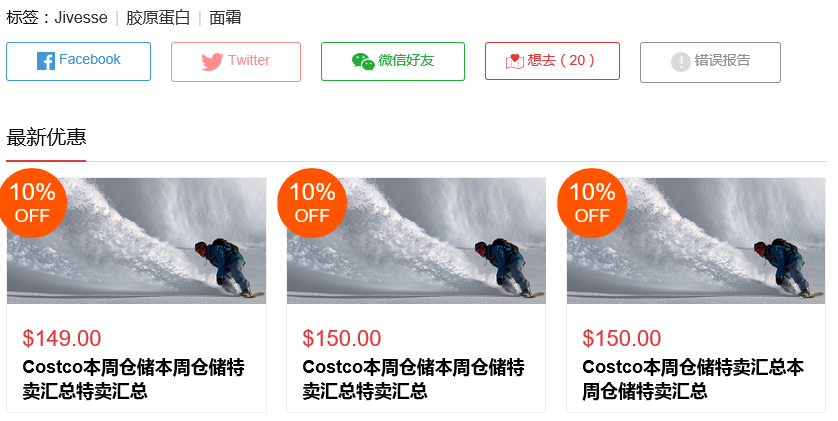 标签：Jivesse | 胶原蛋白 | 面霜
Facebook Twitter 微信好友 想去 ( 20 ) 错误报告
最新优惠
10% 10% 10%
OFF OFF OFF
$149.00 $150.00 $150.00
Costco本周仓储本周仓储特 Costco本周仓储本周仓储特 Costco本周仓储特卖汇总本
卖汇总特卖汇总 卖汇总特卖汇总 周仓储特卖汇总